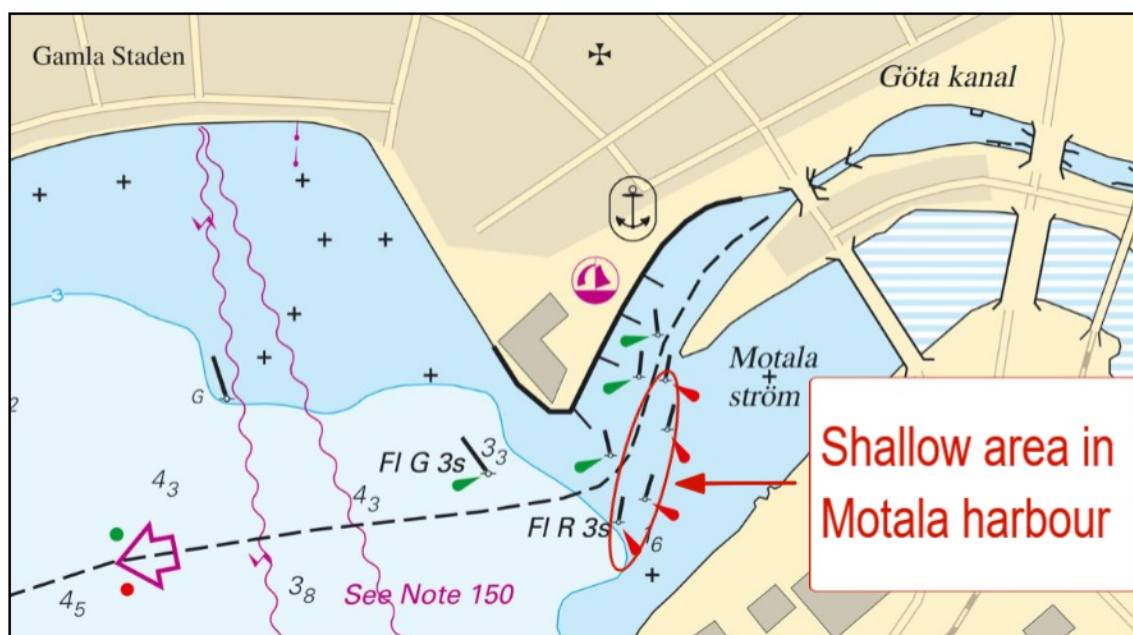 Gamla Staden
Göta kanal
3
G
2
Motala
ström
Fl G 3s
3₃
4₃
4₃
Fl R 3s
1₆
Shallow area in
Motala harbour
3₈
See Note 150
4₅